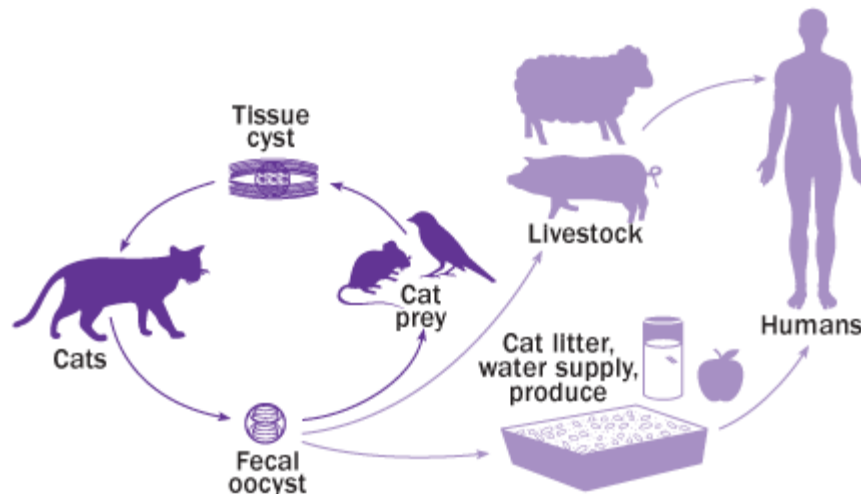 Tissue
cyst
Livestock
Cats
Cat
prey
Humans
Cat litter,
water supply,
produce
Fecal
oocyst